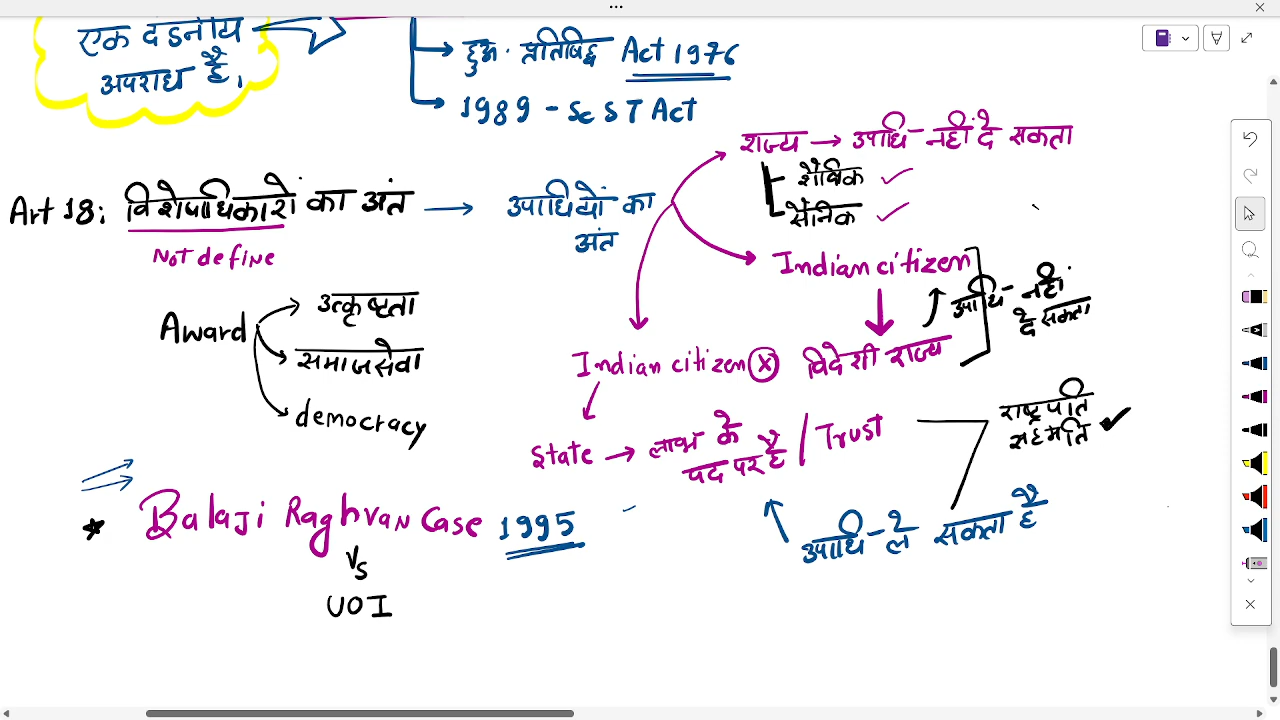 एक दडनीय
अपराध है.
छुआ. प्रतिषिद्ध Act 1976
1989 - SC ST Act
राज्य → उपाधि - नहीं दे सकता
शैक्षिक ✓
सैनिक ✓
Art 18: विशेषाधिकारों का अंत → उपाधियों का
अंत
Not define
Indian citizen
उपाधि - नहीं
दे सकता
विदेशी राज्य
Award
उत्कृष्टता
समाजसेवा
democracy
Indian citizen ⓧ
State → लाभ के
पद पर है / Trust
राष्ट्रपति
सहमति ✓
उपाधि - ले सकता है
* Balaji Raghvan Case 1995
Vs
UOI